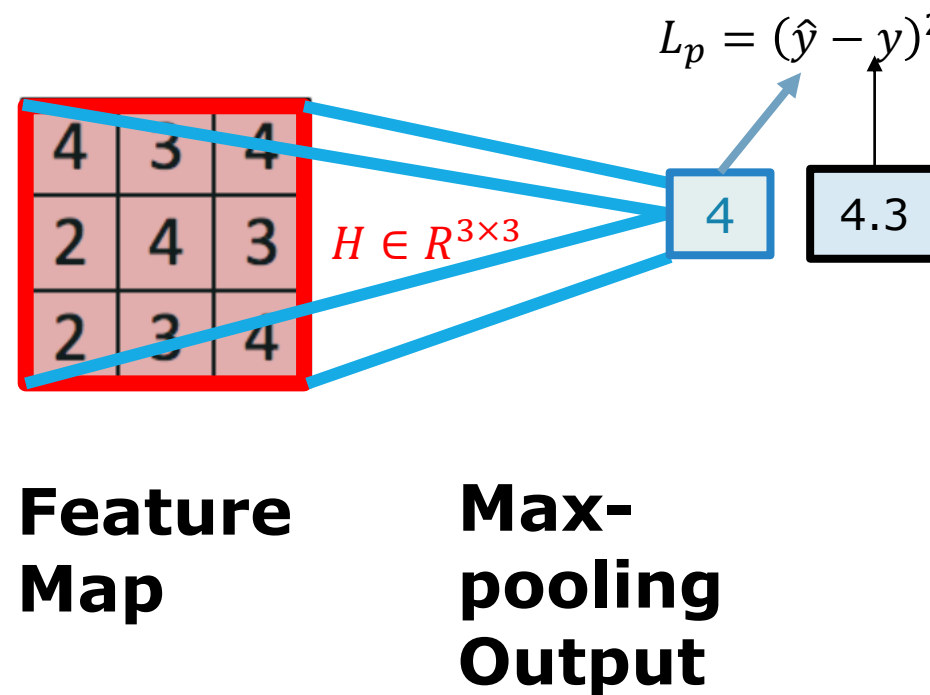 L_p = (ŷ − y)²
4 3 4
2 4 3
2 3 4
H ∈ R^{3×3}
4
4.3
Feature
Map
Max-
pooling
Output